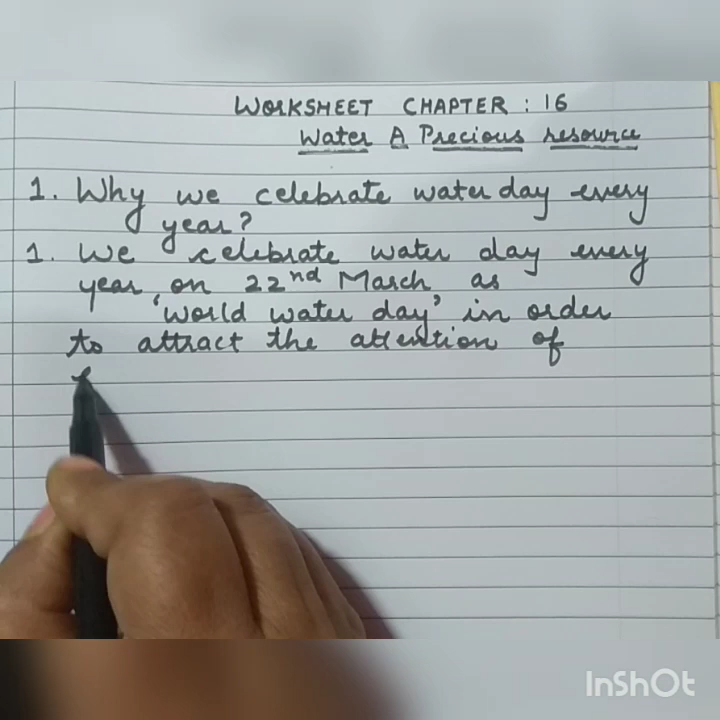 WORKSHEET CHAPTER : 16
Water A Precious resource
1. Why we celebrate water day every
year?
1. We celebrate water day every
year on 22nd March as
'World water day' in order
to attract the attention of
InShOt